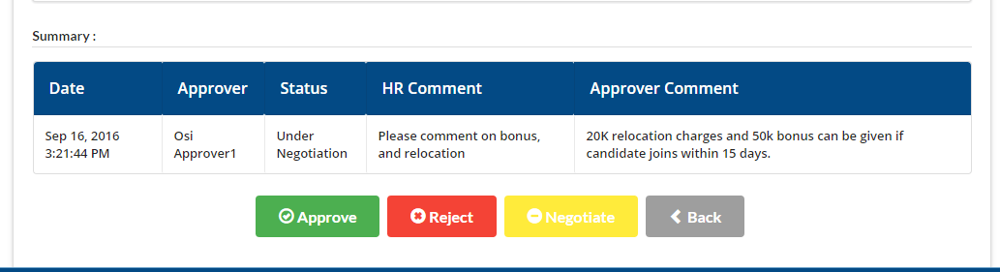 Summary :
Date Approver Status HR Comment Approver Comment
Sep 16, 2016 Osi Under Please comment on bonus, 20K relocation charges and 50k bonus can be given if
3:21:44 PM Approver1 Negotiation and relocation candidate joins within 15 days.
Approve Reject Negotiate Back